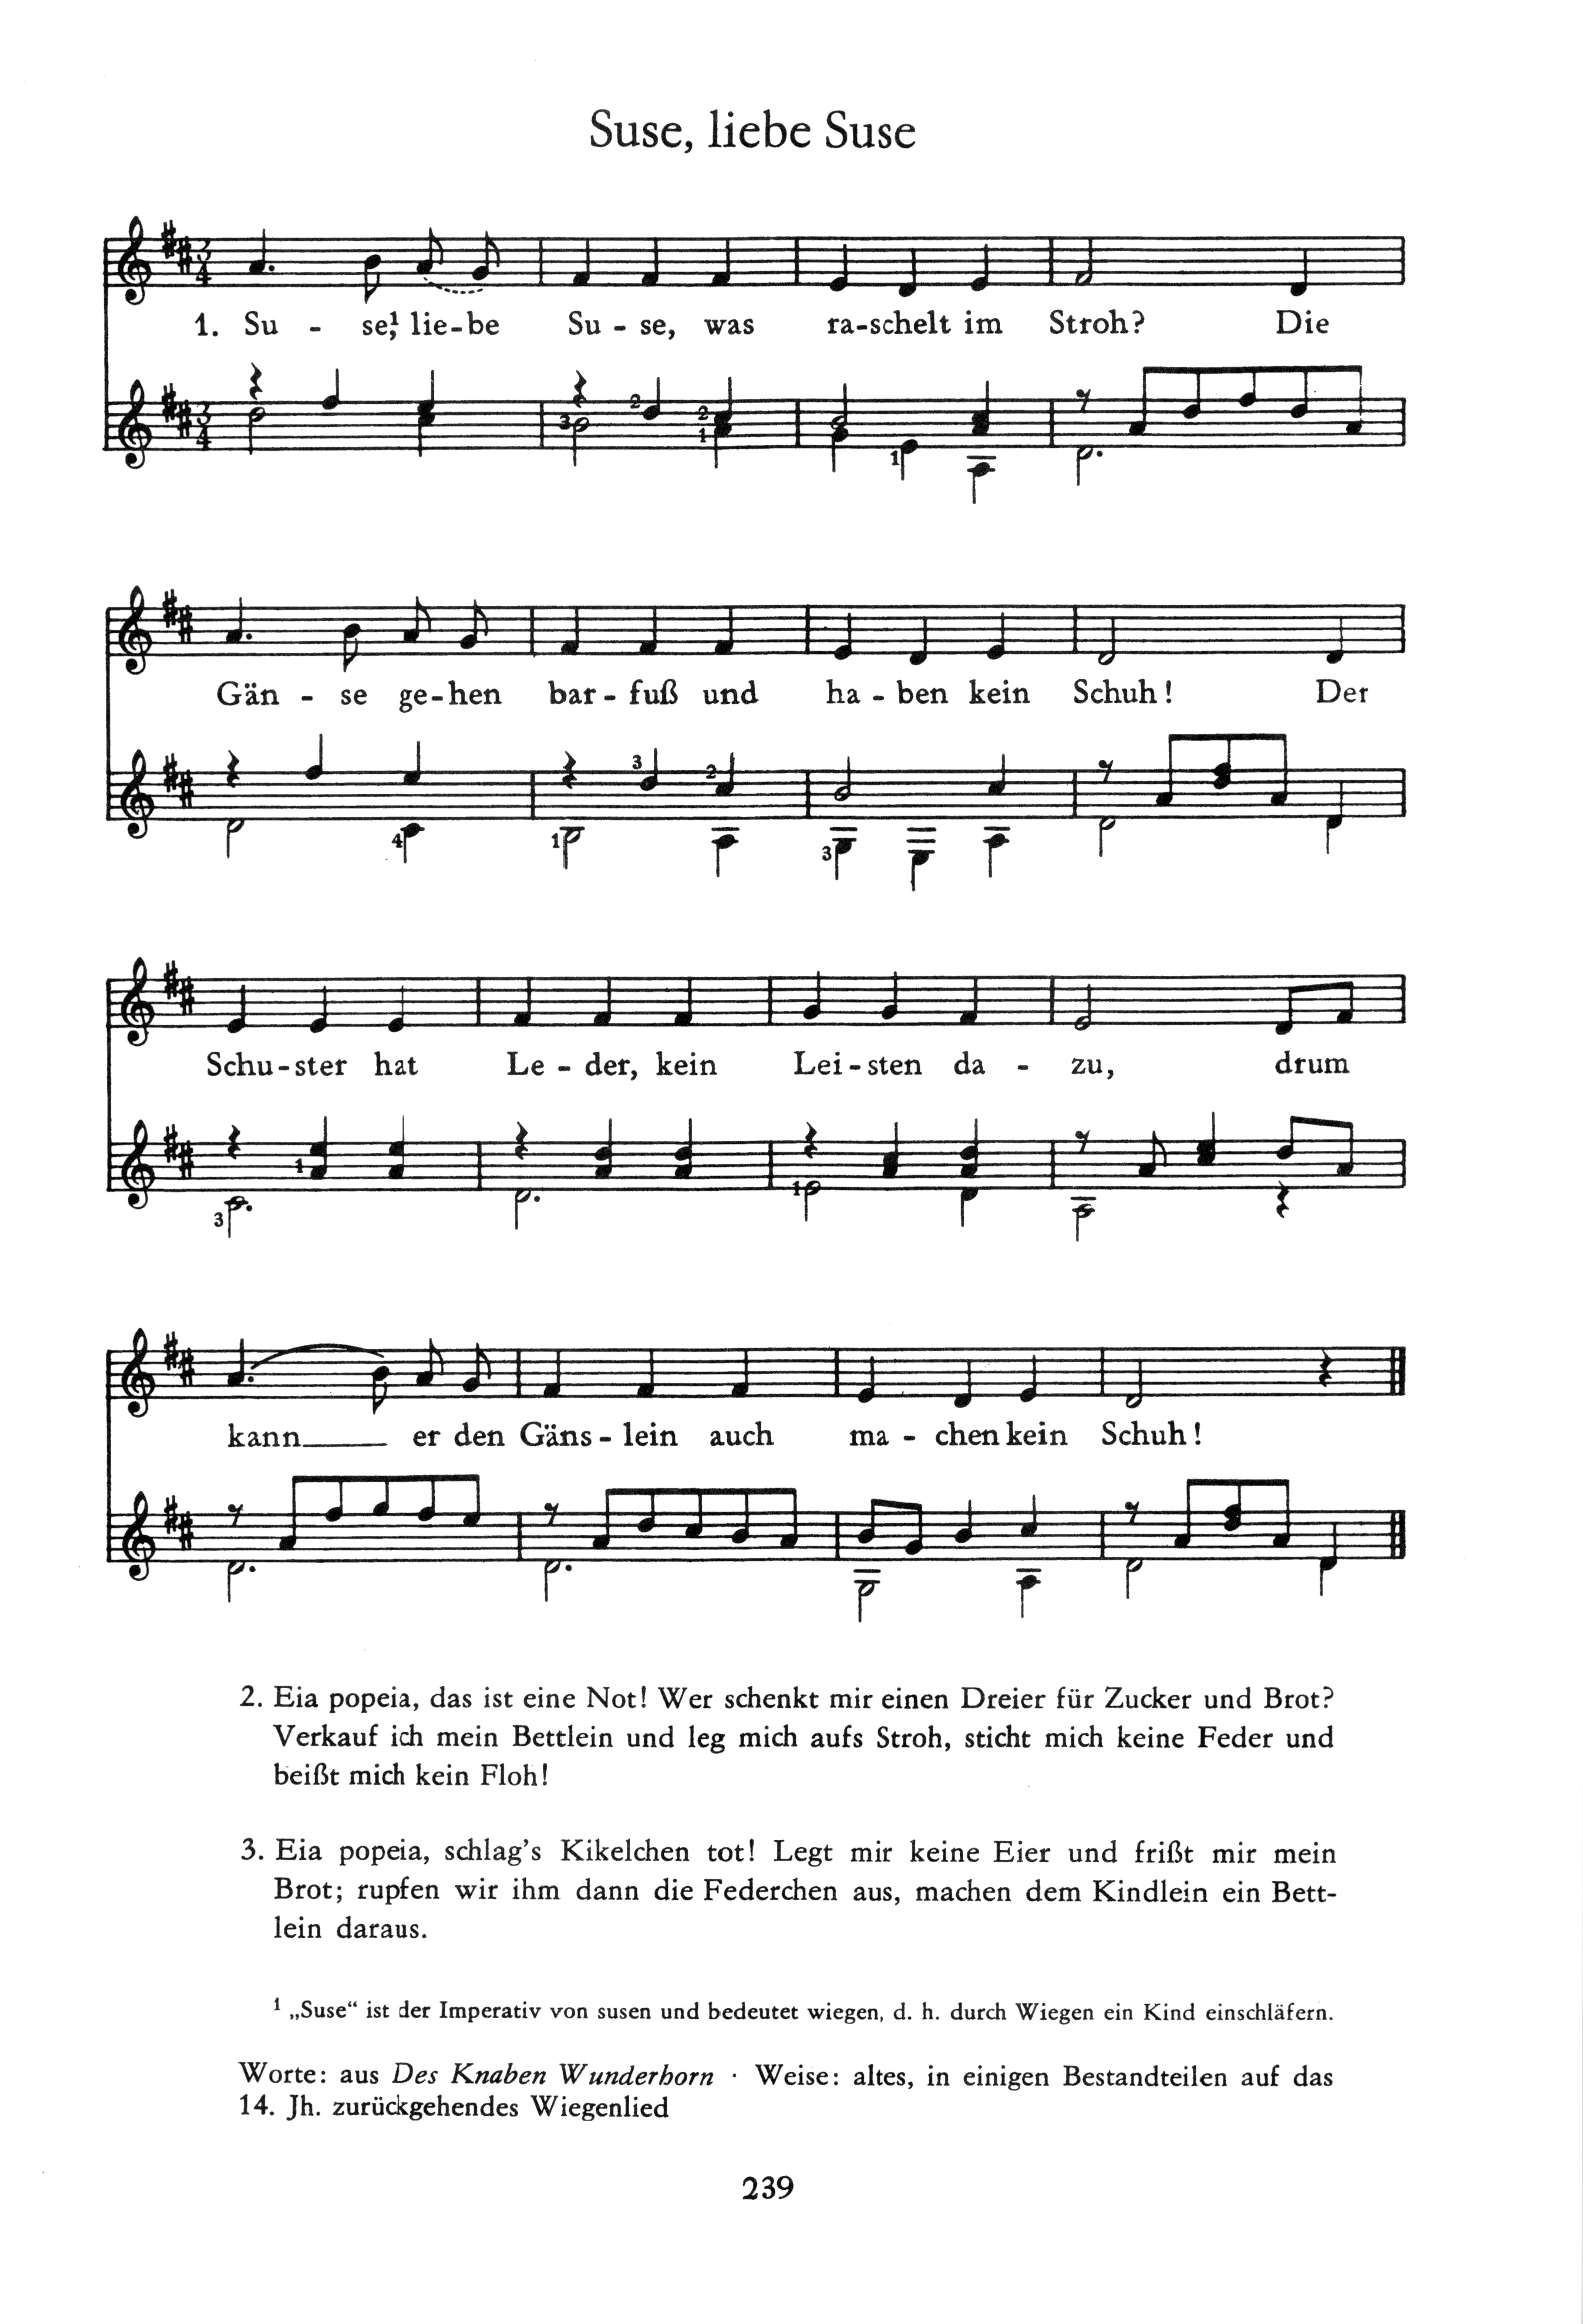 Suse, liebe Suse
1. Su - se,¹ lie-be Su - se, was ra-schelt im Stroh? Die
Gän - se ge-hen bar - fuß und ha - ben kein Schuh! Der
Schu-ster hat Le - der, kein Lei-sten da - zu, drum
kann er den Gäns - lein auch ma - chen kein Schuh!
2. Eia popeia, das ist eine Not! Wer schenkt mir einen Dreier für Zucker und Brot?
Verkauf ich mein Bettlein und leg mich aufs Stroh, sticht mich keine Feder und
beißt mich kein Floh!
3. Eia popeia, schlag's Kikelchen tot! Legt mir keine Eier und frißt mir mein
Brot; rupfen wir ihm dann die Federchen aus, machen dem Kindlein ein Bett-
lein daraus.
¹ „Suse“ ist der Imperativ von susen und bedeutet wiegen, d. h. durch Wiegen ein Kind einschläfern.
Worte: aus Des Knaben Wunderhorn · Weise: altes, in einigen Bestandteilen auf das
14. Jh. zurückgehendes Wiegenlied
239